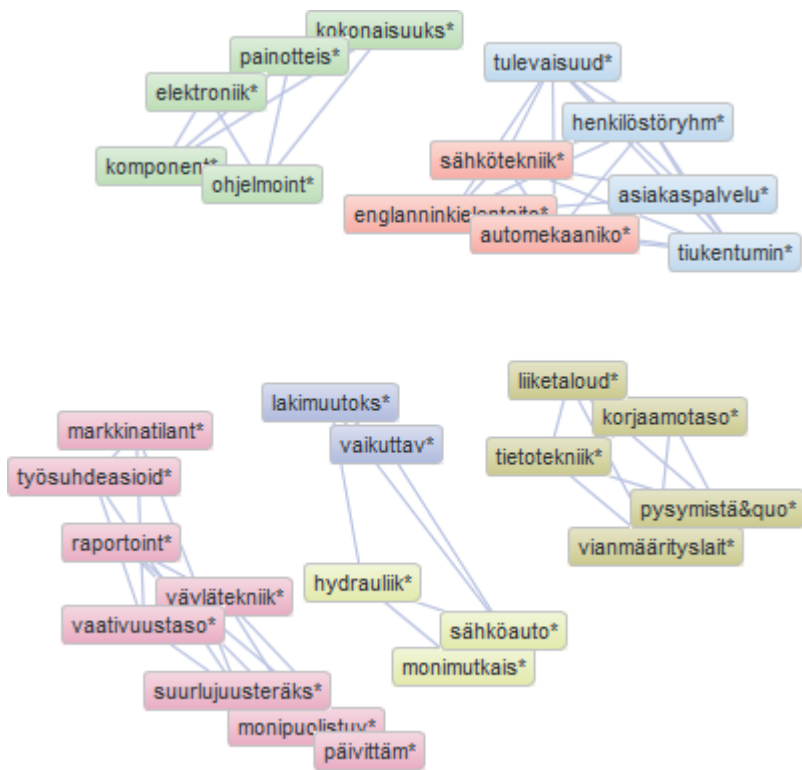 kokonaisuuks*
painotteis*
elektroniik*
komponent*
ohjelmoint*
tulevaisuud*
henkilöstöryhm*
sähkötekniik*
asiakaspalvelu*
englanninkielentaito*
automekaaniko*
tiukentumin*
liiketaloud*
lakimuutoks*
korjaamotaso*
markkinatilant*
vaikuttav*
tietotekniik*
työsuhdeasioid*
pysymistä&quo*
raportoint*
vianmäärityslait*
hydrauliik*
vävlätekniik*
vaativuustaso*
sähköauto*
monimutkais*
suurlujuusteräks*
monipuolistuv*
päivittäm*